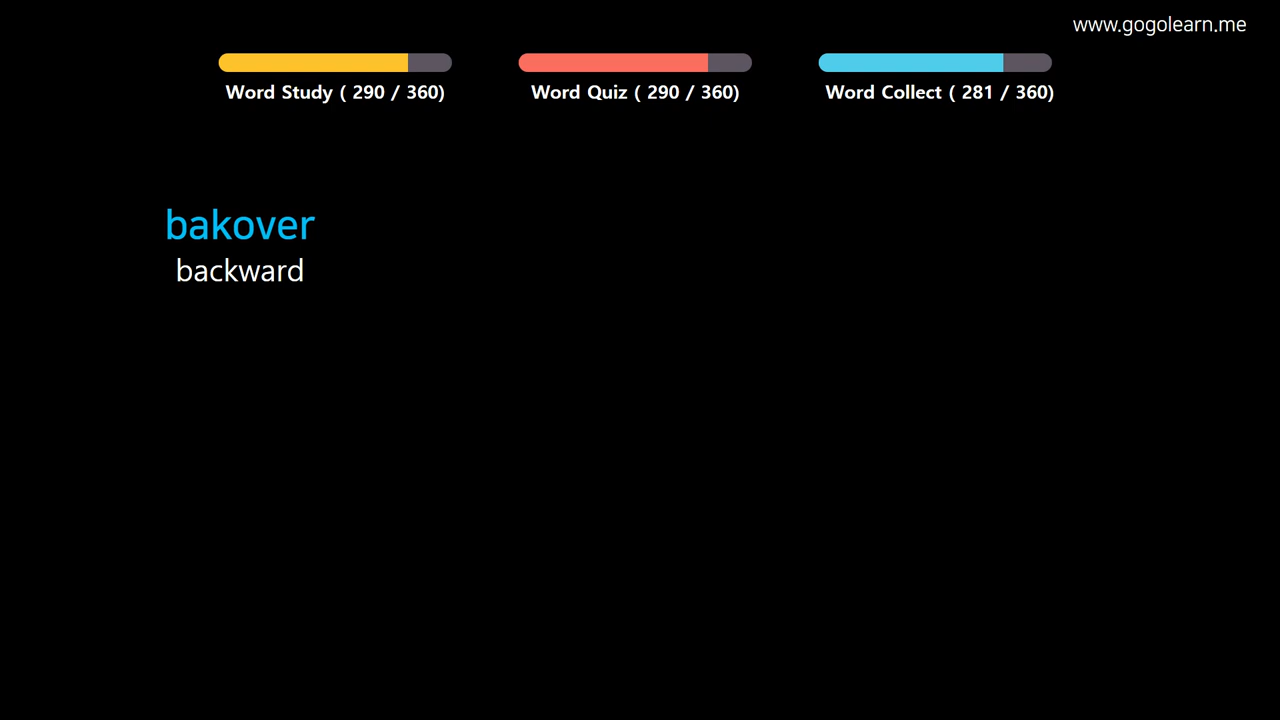 www.gogolearn.me
Word Study ( 290 / 360)
Word Quiz ( 290 / 360)
Word Collect ( 281 / 360)
bakover
backward